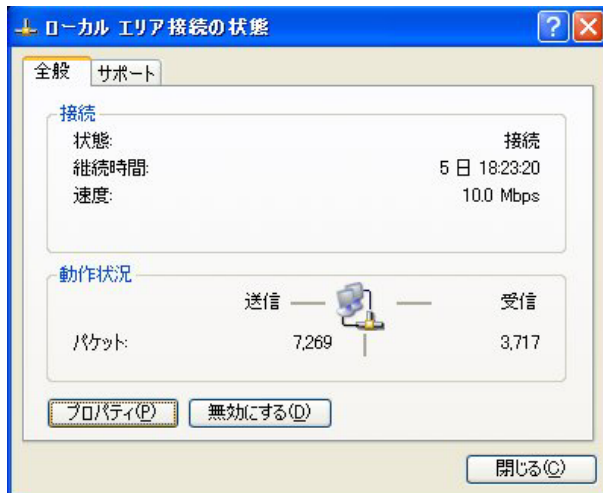 ローカル エリア接続の状態
全般 サポート
接続
状態: 接続
継続時間: 5 日 18:23:20
速度: 10.0 Mbps
動作状況
送信 受信
パケット: 7,269 3,717
プロパティ(P) 無効にする(D)
閉じる(C)